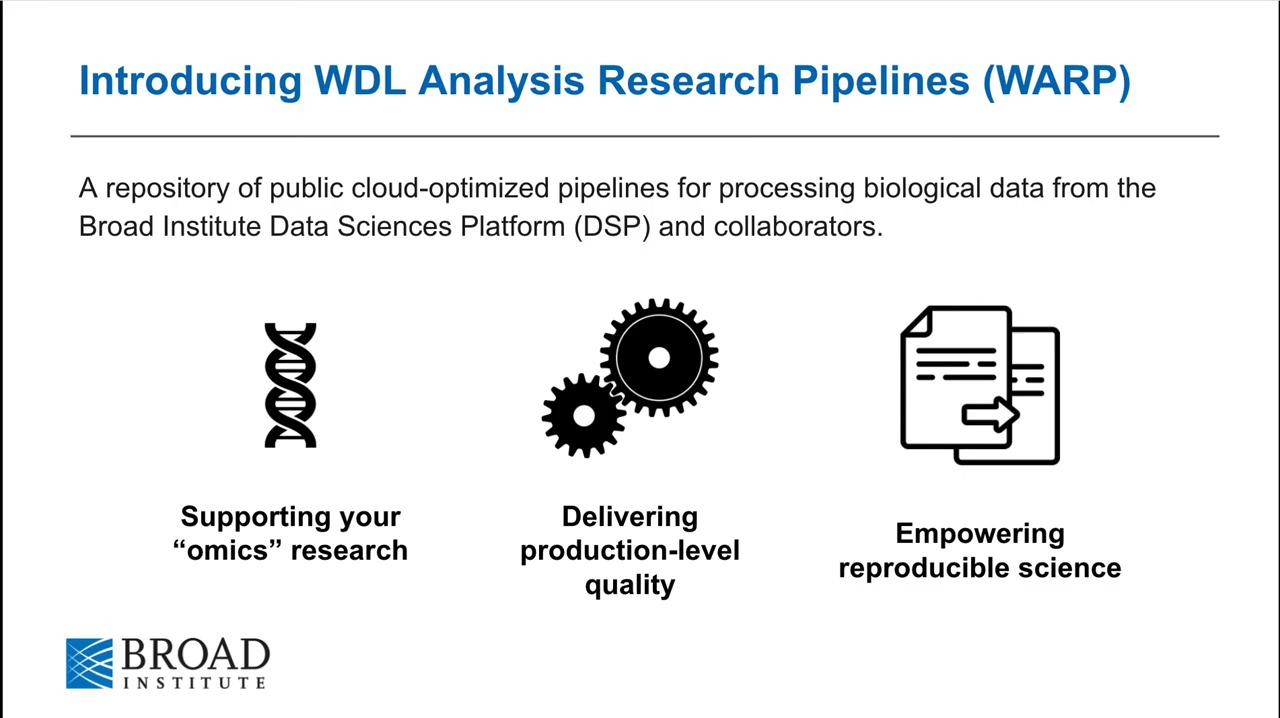 Introducing WDL Analysis Research Pipelines (WARP)
A repository of public cloud-optimized pipelines for processing biological data from the
Broad Institute Data Sciences Platform (DSP) and collaborators.
Supporting your
“omics” research
Delivering
production-level
quality
Empowering
reproducible science
BROAD
INSTITUTE